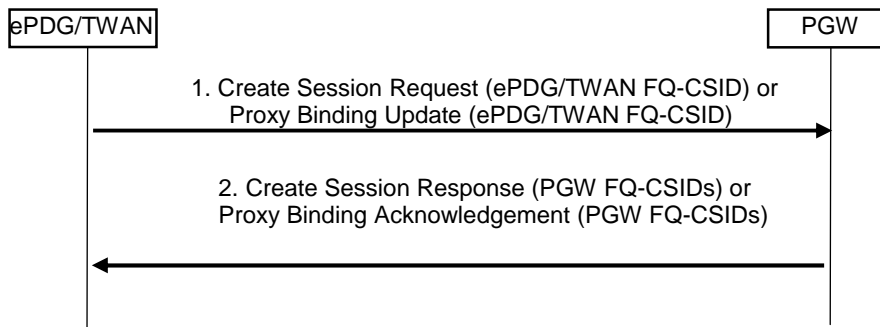 ePDG/TWAN
PGW
1. Create Session Request (ePDG/TWAN FQ-CSID) or
Proxy Binding Update (ePDG/TWAN FQ-CSID)
2. Create Session Response (PGW FQ-CSIDs) or
Proxy Binding Acknowledgement (PGW FQ-CSIDs)